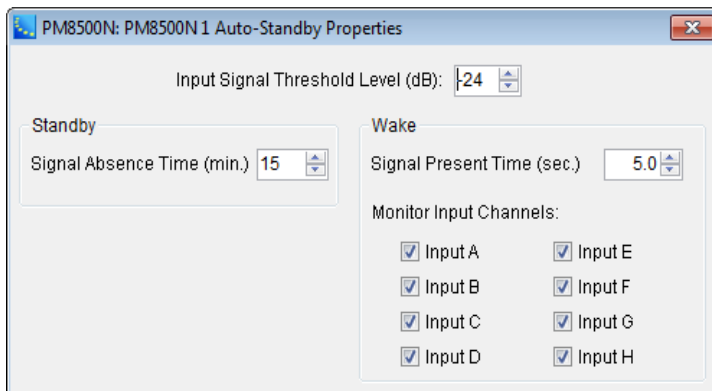 PM8500N: PM8500N 1 Auto-Standby Properties
Input Signal Threshold Level (dB): -24
Standby
Signal Absence Time (min.) 15
Wake
Signal Present Time (sec.) 5.0
Monitor Input Channels:
Input A Input E
Input B Input F
Input C Input G
Input D Input H